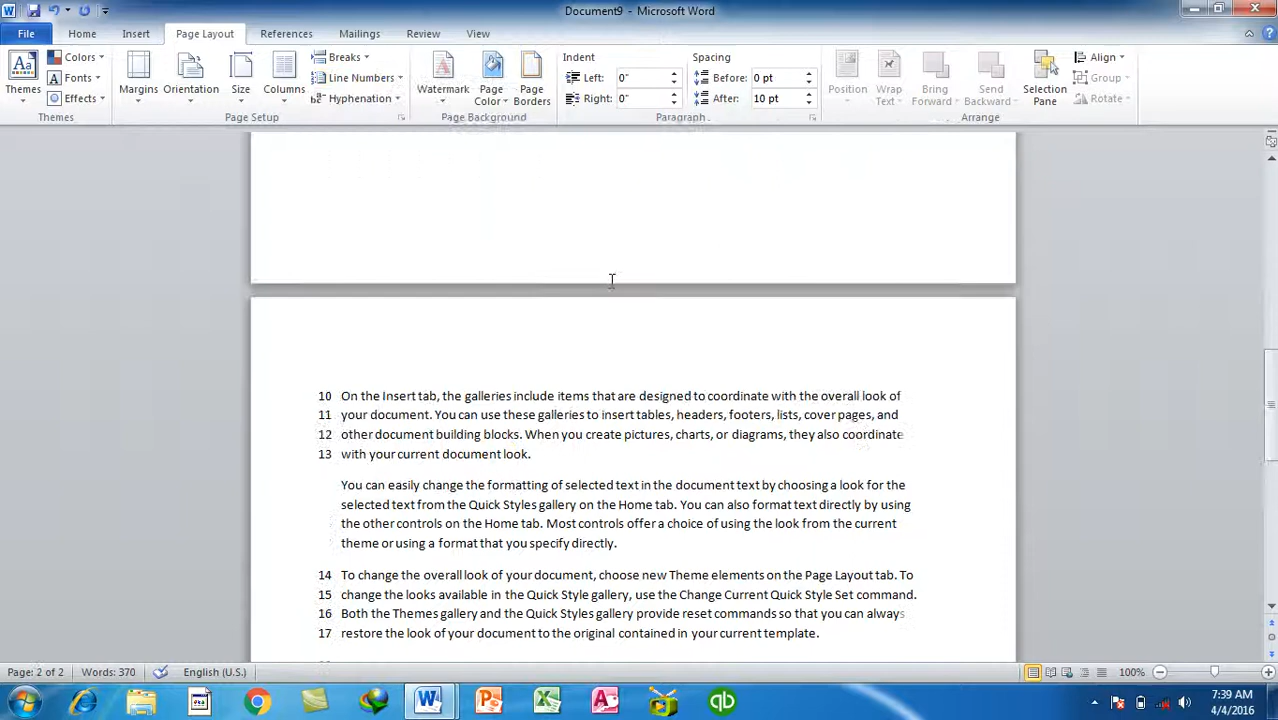 Document9 - Microsoft Word
File Home Insert Page Layout References Mailings Review View
Themes Colors Fonts Effects
Themes
Margins Orientation Size Columns Breaks Line Numbers Hyphenation
Page Setup
Watermark Page Color Page Borders
Page Background
Indent Spacing
Left: 0" Before: 0 pt
Right: 0" After: 10 pt
Paragraph
Position Wrap Text Bring Forward Send Backward Selection Pane Align Group Rotate
Arrange
10 On the Insert tab, the galleries include items that are designed to coordinate with the overall look of
11 your document. You can use these galleries to insert tables, headers, footers, lists, cover pages, and
12 other document building blocks. When you create pictures, charts, or diagrams, they also coordinate
13 with your current document look.
You can easily change the formatting of selected text in the document text by choosing a look for the
selected text from the Quick Styles gallery on the Home tab. You can also format text directly by using
the other controls on the Home tab. Most controls offer a choice of using the look from the current
theme or using a format that you specify directly.
14 To change the overall look of your document, choose new Theme elements on the Page Layout tab. To
15 change the looks available in the Quick Style gallery, use the Change Current Quick Style Set command.
16 Both the Themes gallery and the Quick Styles gallery provide reset commands so that you can always
17 restore the look of your document to the original contained in your current template.
Page: 2 of 2 Words: 370 English (U.S.) 100%
7:39 AM
4/4/2016